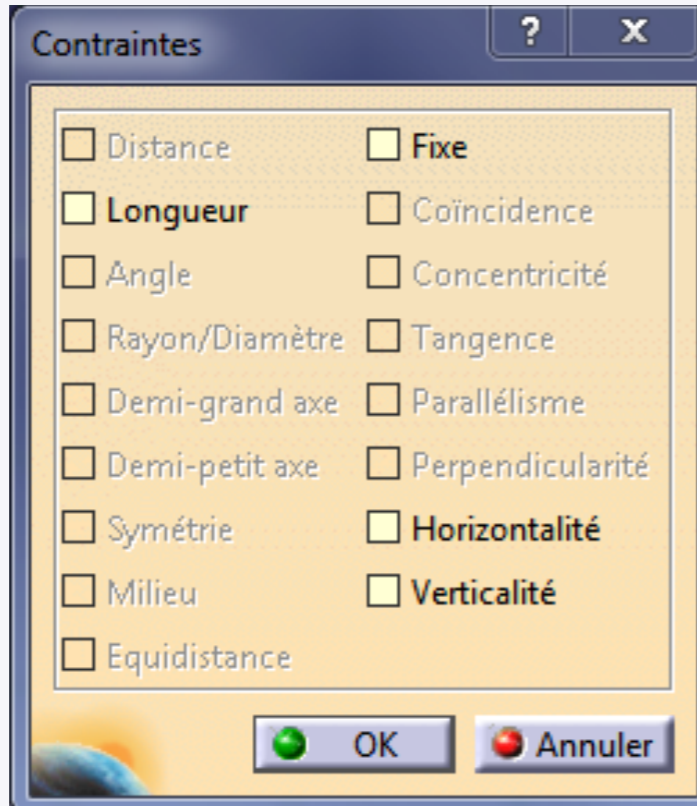 Contraintes ? x
Distance Fixe
Longueur Coïncidence
Angle Concentricité
Rayon/Diamètre Tangence
Demi-grand axe Parallélisme
Demi-petit axe Perpendicularité
Symétrie Horizontalité
Milieu Verticalité
Equidistance
OK Annuler